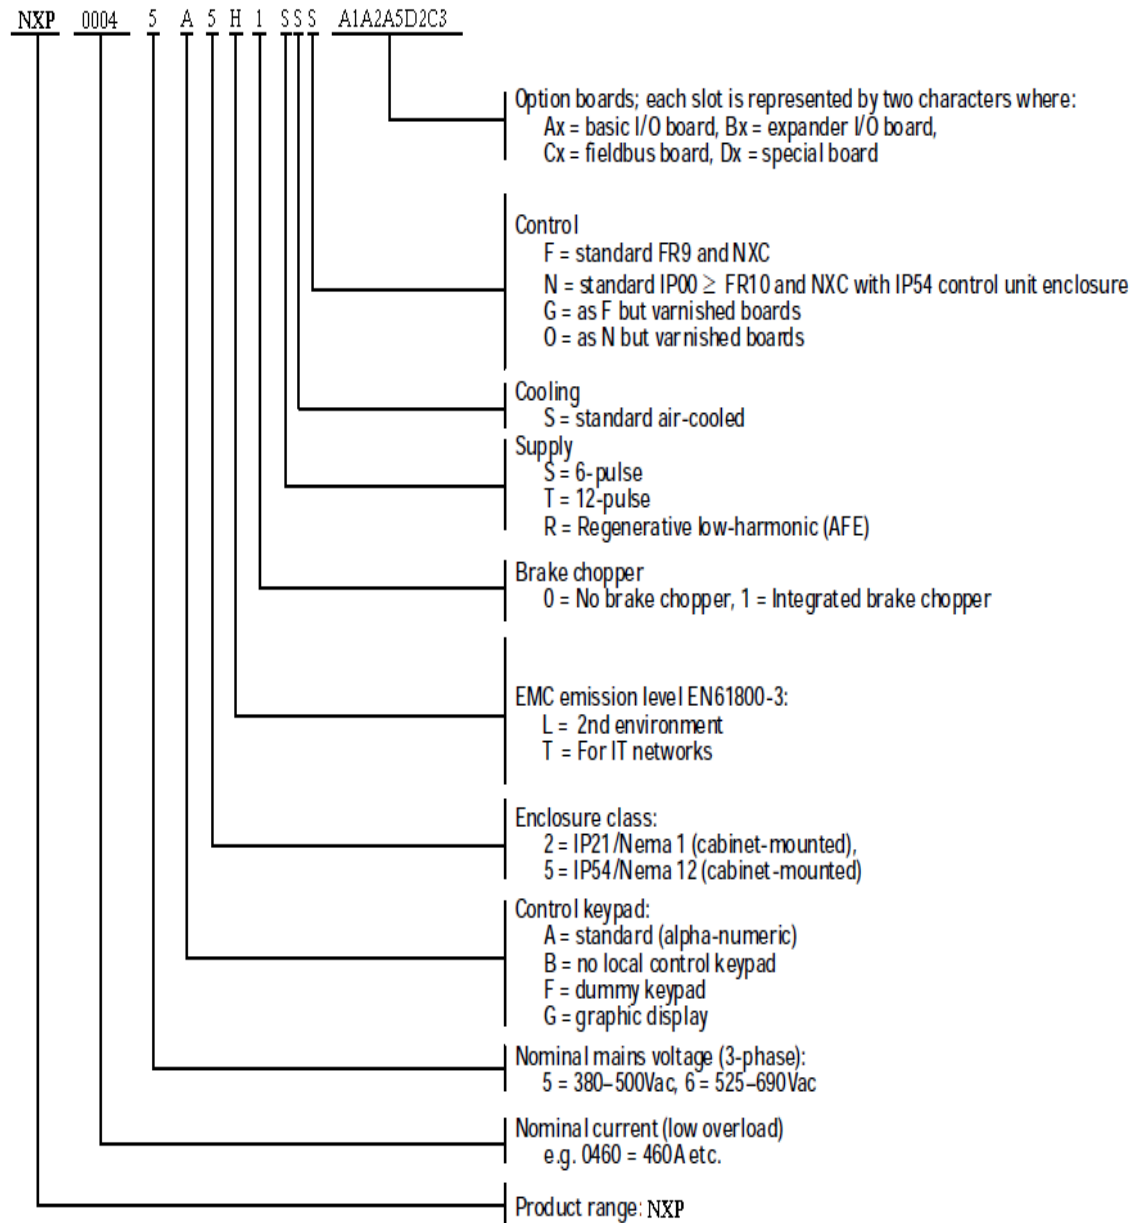 NXP 0004 5 A 5 H 1 S S S A1A2A5D2C3
Option boards; each slot is represented by two characters where:
Ax = basic I/O board, Bx = expander I/O board,
Cx = fieldbus board, Dx = special board
Control
F = standard FR9 and NXC
N = standard IP00 ≥ FR10 and NXC with IP54 control unit enclosure
G = as F but varnished boards
O = as N but varnished boards
Cooling
S = standard air-cooled
Supply
S = 6-pulse
T = 12-pulse
R = Regenerative low-harmonic (AFE)
Brake chopper
0 = No brake chopper, 1 = Integrated brake chopper
EMC emission level EN61800-3:
L = 2nd environment
T = For IT networks
Enclosure class:
2 = IP21/Nema 1 (cabinet-mounted),
5 = IP54/Nema 12 (cabinet-mounted)
Control keypad:
A = standard (alpha-numeric)
B = no local control keypad
F = dummy keypad
G = graphic display
Nominal mains voltage (3-phase):
5 = 380–500Vac, 6 = 525–690Vac
Nominal current (low overload)
e.g. 0460 = 460A etc.
Product range: NXP